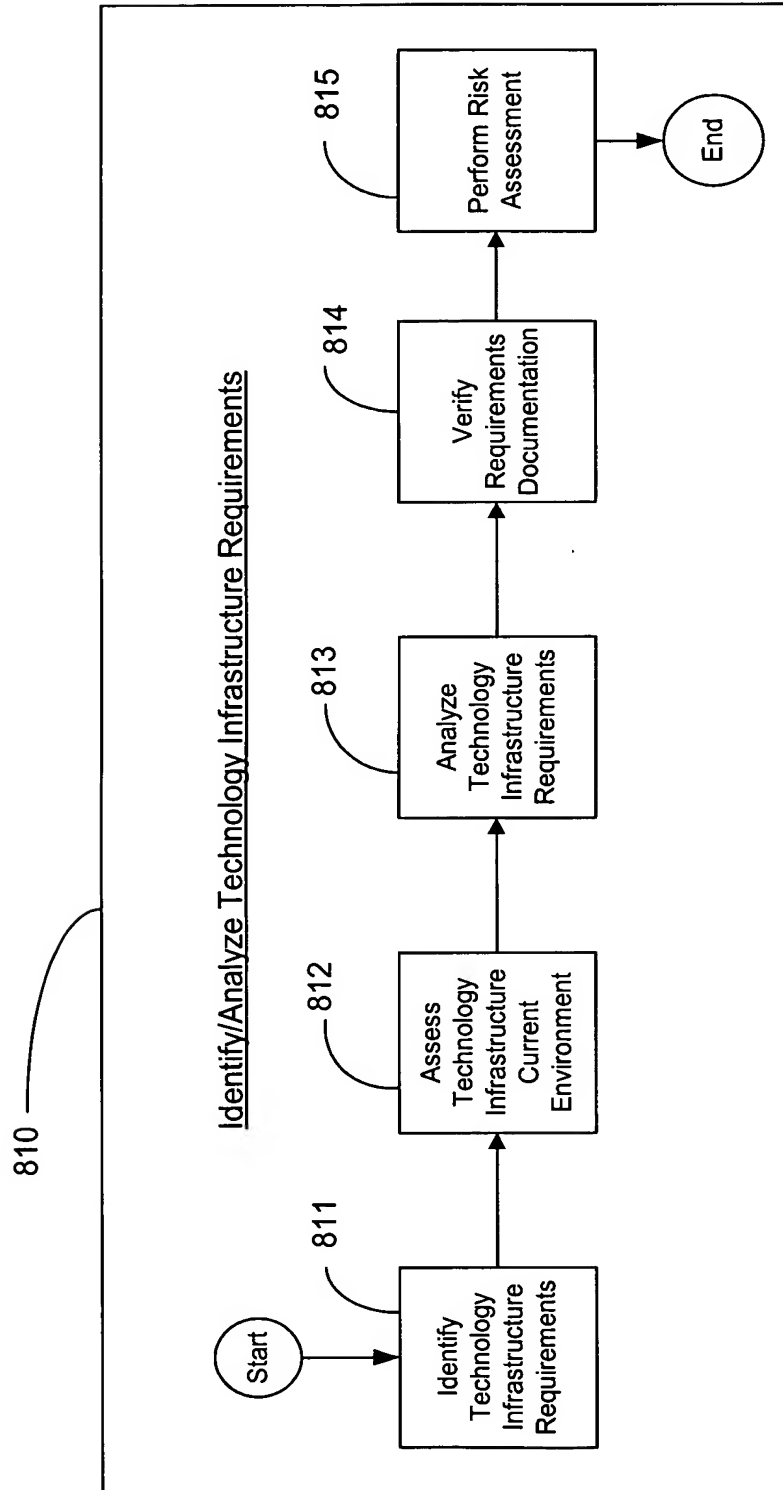 810
Identify/Analyze Technology Infrastructure Requirements
Start
811
Identify
Technology
Infrastructure
Requirements
812
Assess
Technology
Infrastructure
Current
Environment
813
Analyze
Technology
Infrastructure
Requirements
814
Verify
Requirements
Documentation
815
Perform Risk
Assessment
End